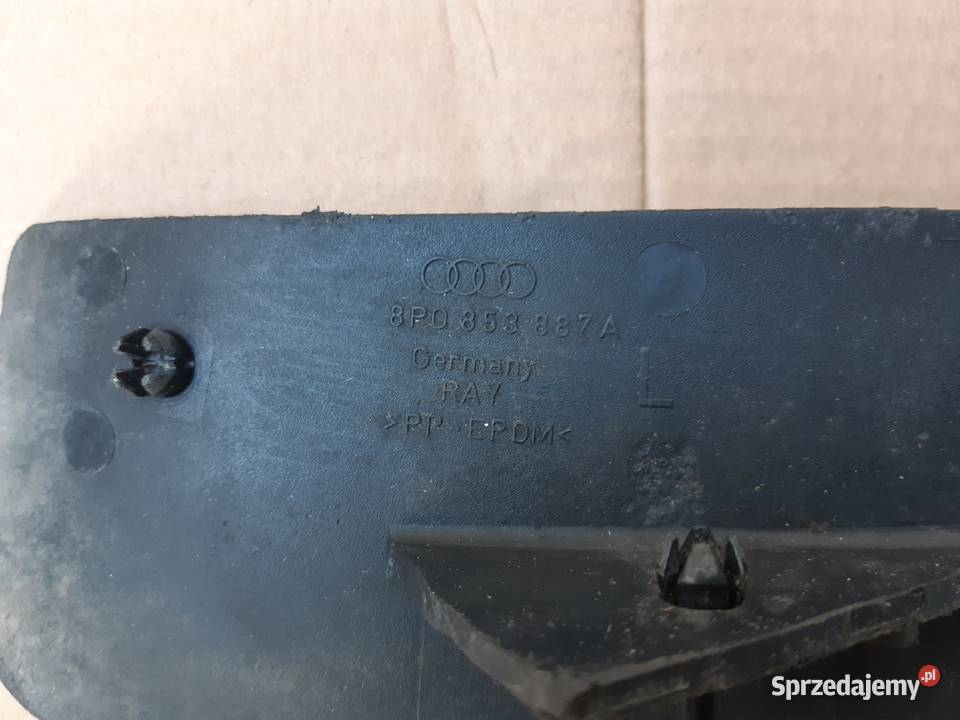 8P0 853 887A
Germany
RAY
L
>PP·EPDM<
Sprzedajemy.pl